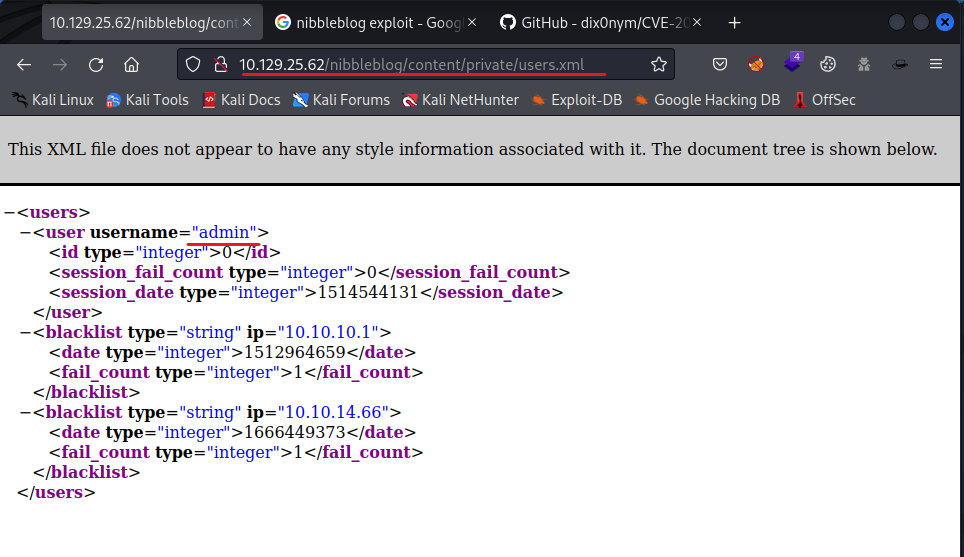 10.129.25.62/nibbleblog/cont
nibbleblog exploit - Goog
GitHub - dix0nym/CVE-20
10.129.25.62/nibbleblog/content/private/users.xml
4
Kali Linux
Kali Tools
Kali Docs
Kali Forums
Kali NetHunter
Exploit-DB
Google Hacking DB
OffSec
This XML file does not appear to have any style information associated with it. The document tree is shown below.
−<users>
−<user username="admin">
<id type="integer">0</id>
<session_fail_count type="integer">0</session_fail_count>
<session_date type="integer">1514544131</session_date>
</user>
−<blacklist type="string" ip="10.10.10.1">
<date type="integer">1512964659</date>
<fail_count type="integer">1</fail_count>
</blacklist>
−<blacklist type="string" ip="10.10.14.66">
<date type="integer">1666449373</date>
<fail_count type="integer">1</fail_count>
</blacklist>
</users>